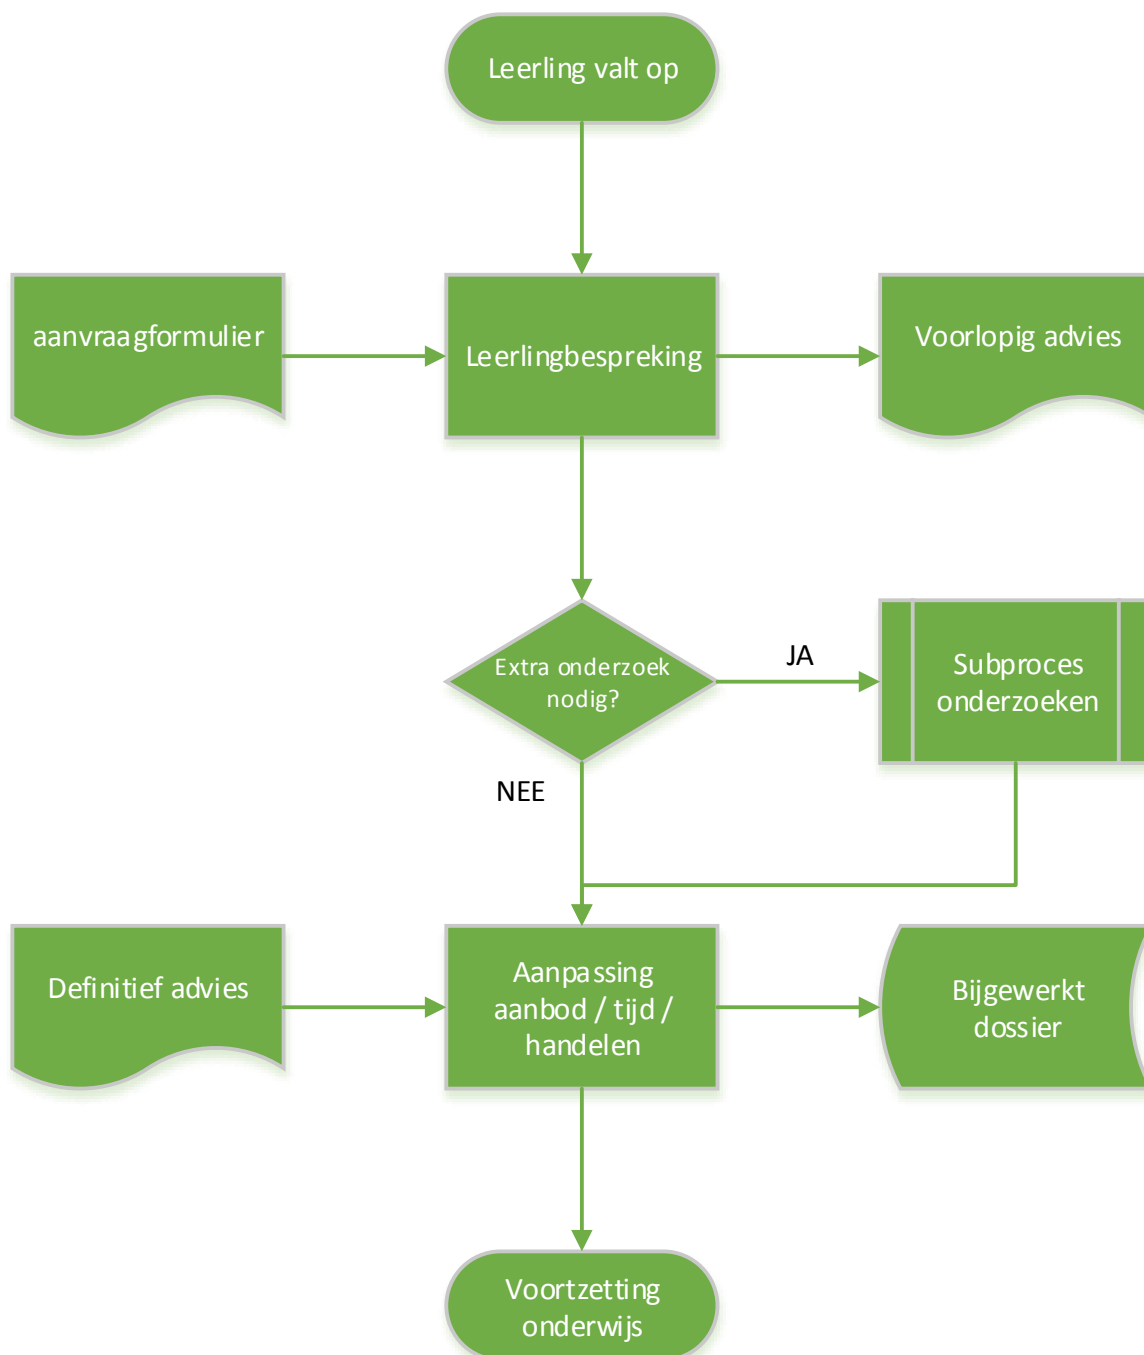 Leerling valt op
aanvraagformulier
Leerlingbespreking
Voorlopig advies
Extra onderzoek
nodig?
JA
Subproces
onderzoeken
NEE
Definitief advies
Aanpassing
aanbod / tijd /
handelen
Bijgewerkt
dossier
Voortzetting
onderwijs